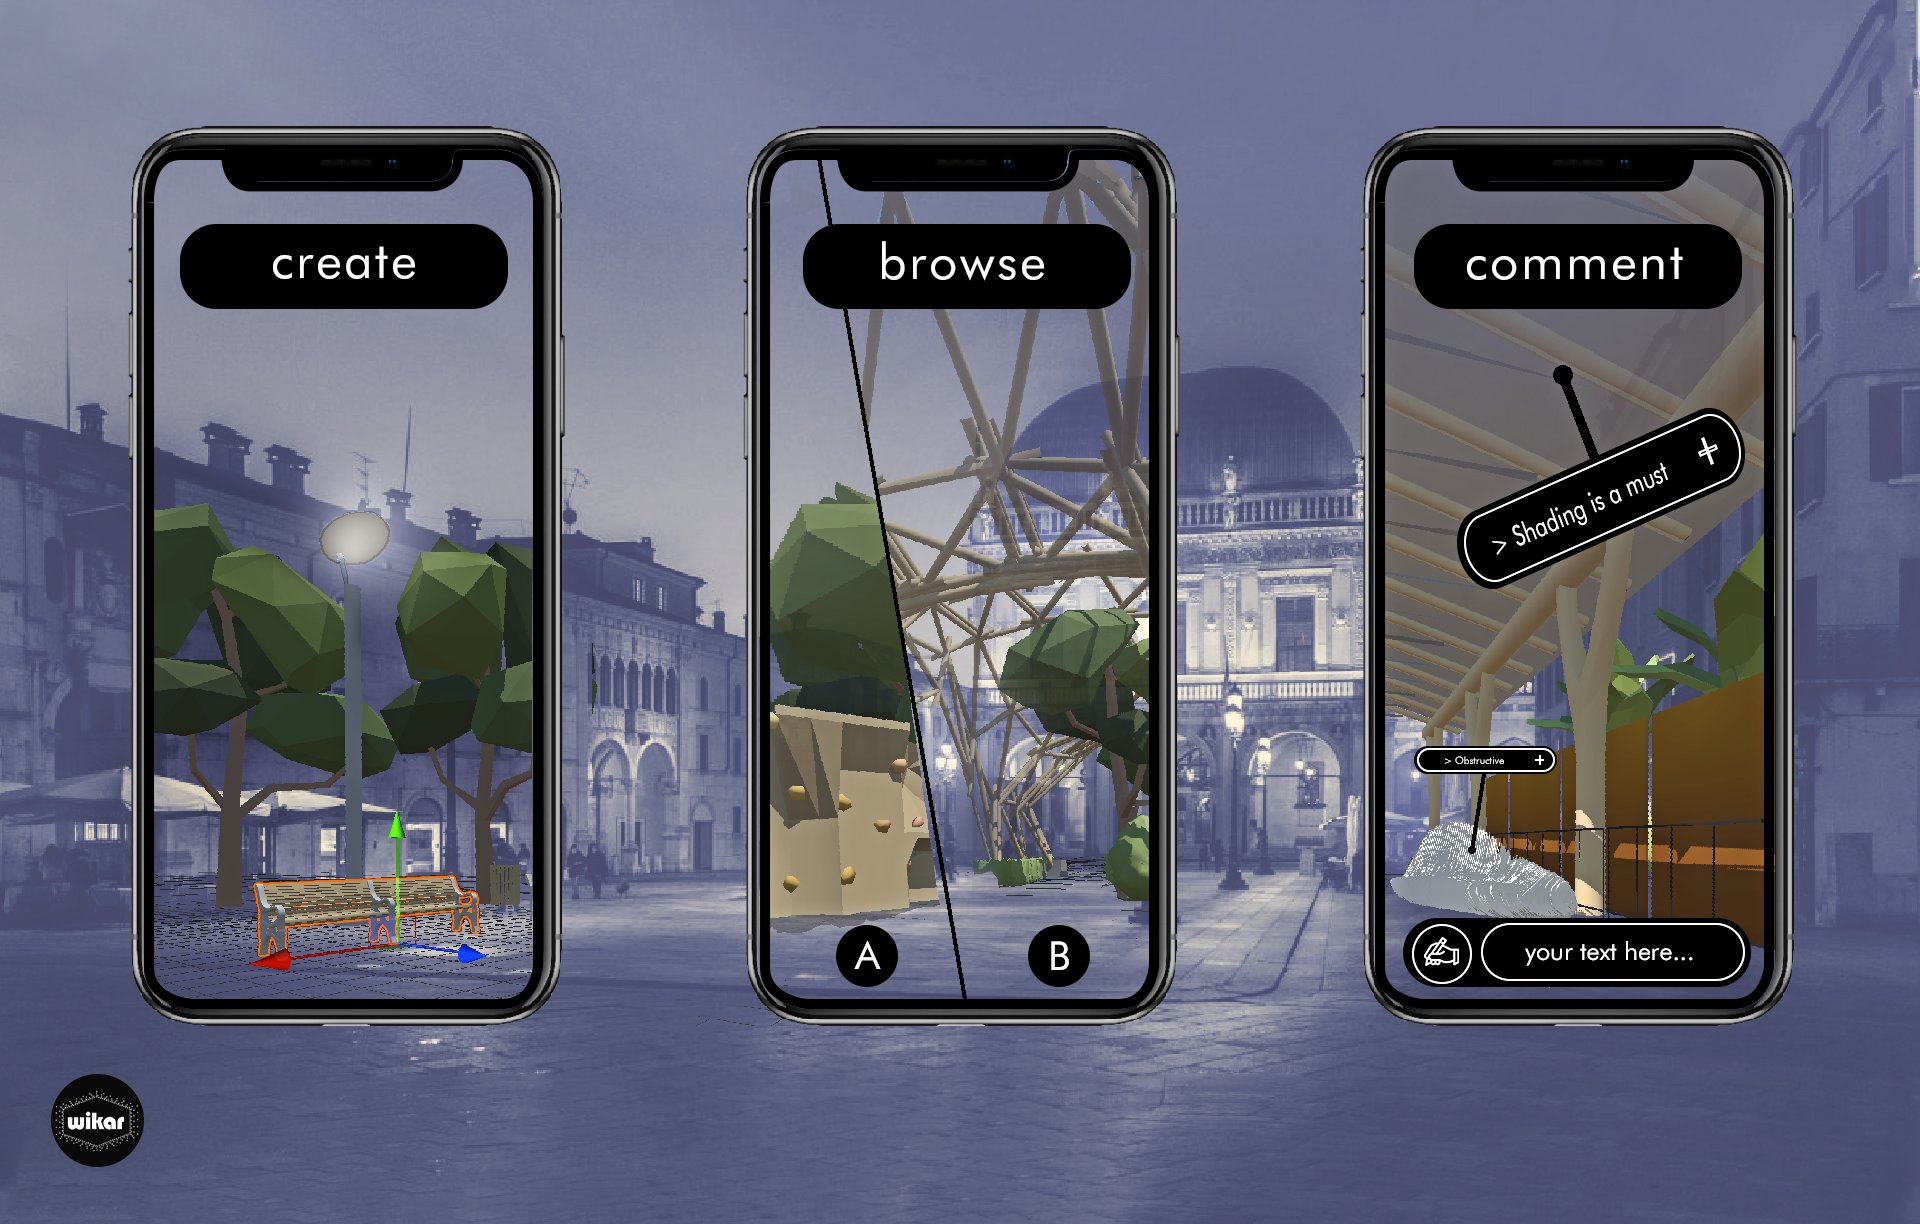 create
browse
comment
> Shading is a must +
> Obstructive +
A
B
your text here...
wikar